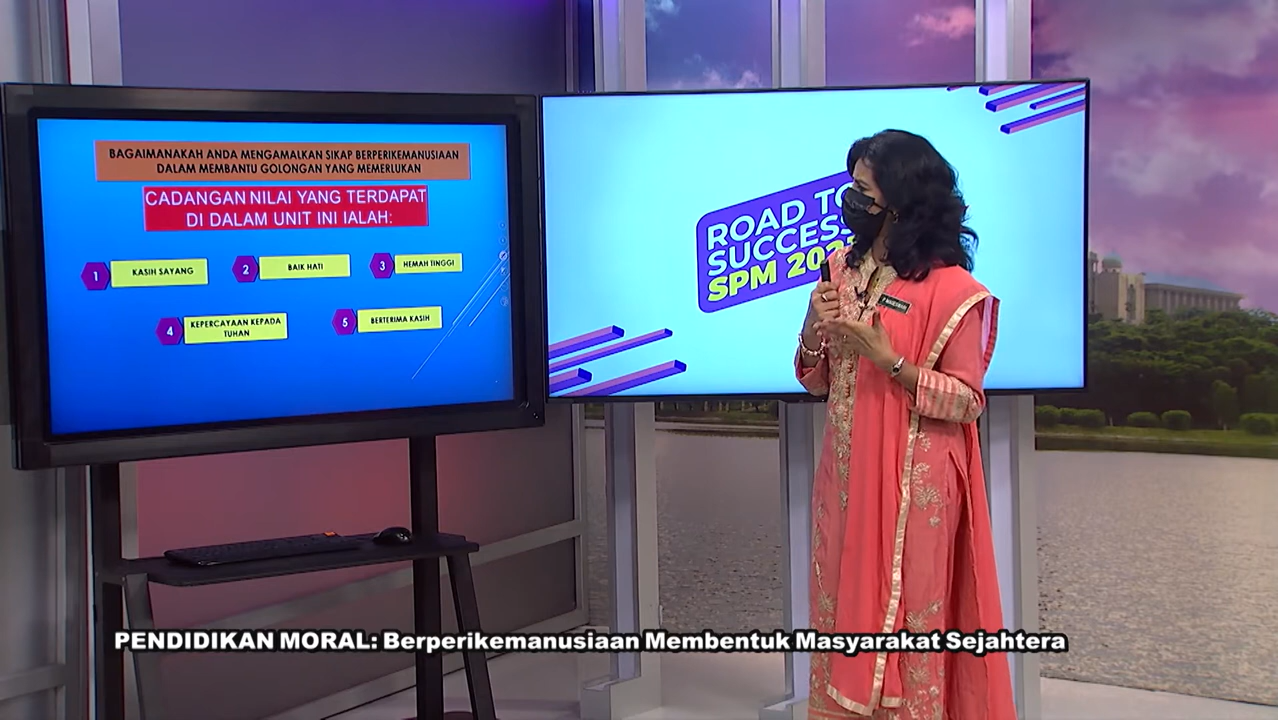 BAGAIMANAKAH ANDA MENGAMALKAN SIKAP BERPERIKEMANUSIAAN
DALAM MEMBANTU GOLONGAN YANG MEMERLUKAN
CADANGAN NILAI YANG TERDAPAT
DI DALAM UNIT INI IALAH:
1 KASIH SAYANG
2 BAIK HATI
3 HEMAH TINGGI
4 KEPERCAYAAN KEPADA
TUHAN
5 BERTERIMA KASIH
ROAD TO
SUCCESS
SPM
PENDIDIKAN MORAL: Berperikemanusiaan Membentuk Masyarakat Sejahtera